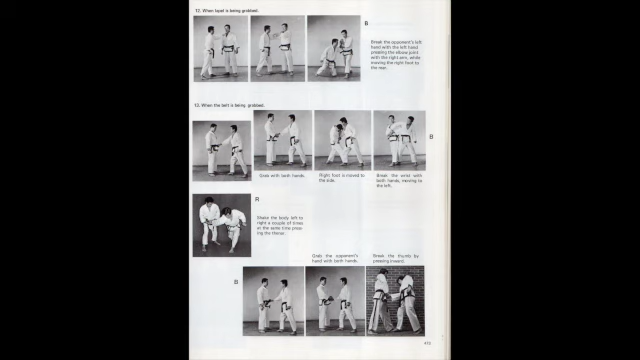 12. When lapel is being grabbed.
B
Break the opponent's left
hand with the left hand
pressing the elbow joint
with the right arm, while
moving the right foot to
the rear.
13. When the belt is being grabbed.
B
Grab with both hands.
Right foot is moved to
the side.
Break the wrist with
both hands, moving to
the left.
R
Shake the body left to
right a couple of times
at the same time press-
ing the
Grab the opponent's
hand with both hands.
Break the thumb by
pressing inward.
B
473